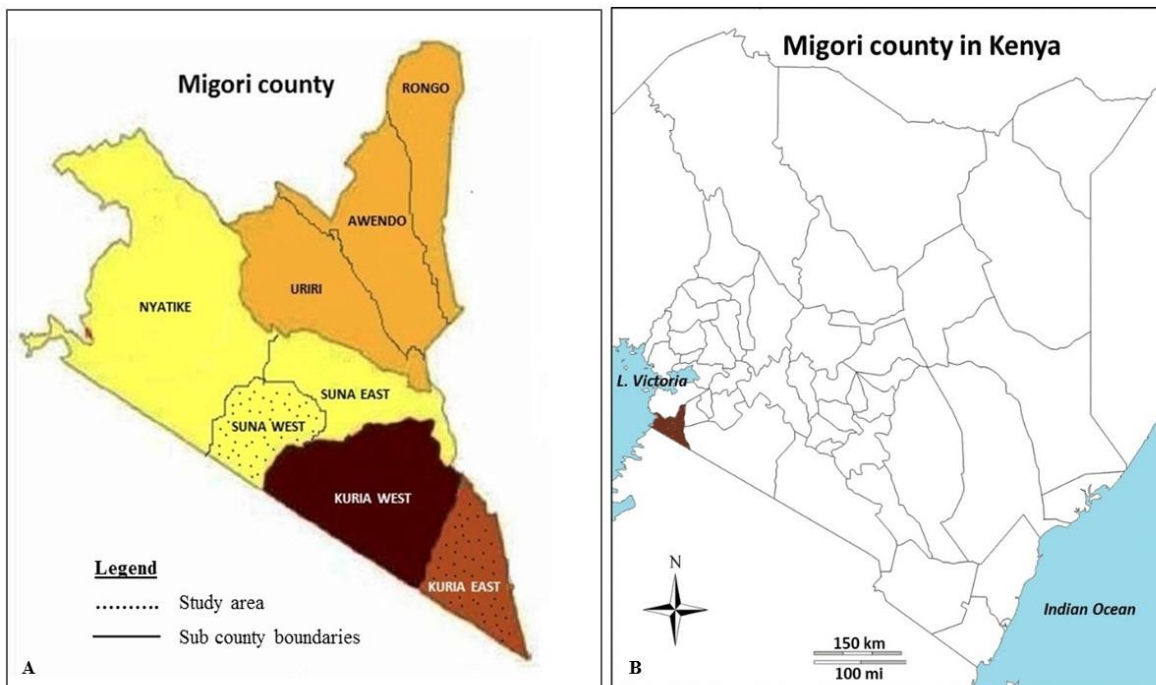 Migori county
RONGO
AWENDO
URIRI
NYATIKE
SUNA EAST
SUNA WEST
KURIA WEST
KURIA EAST
Legend
Study area
Sub county boundaries
A
Migori county in Kenya
L. Victoria
N
150 km
100 mi
Indian Ocean
B